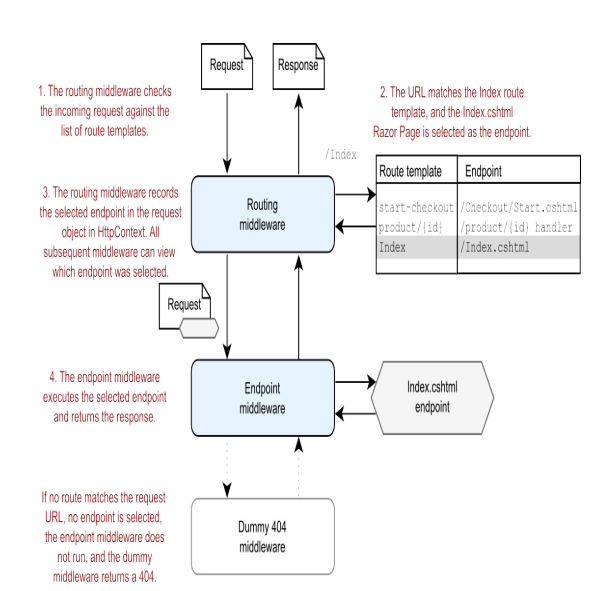 Request
Response
1. The routing middleware checks
the incoming request against the
list of route templates.
2. The URL matches the Index route
template, and the Index.cshtml
Razor Page is selected as the endpoint.
/Index
Route template
Endpoint
start-checkout
/Checkout/Start.cshtml
product/{id}
/product/{id} handler
Index
/Index.cshtml
3. The routing middleware records
the selected endpoint in the request
object in HttpContext. All
subsequent middleware can view
which endpoint was selected.
Routing
middleware
Request
4. The endpoint middleware
executes the selected endpoint
and returns the response.
Endpoint
middleware
Index.cshtml
endpoint
If no route matches the request
URL, no endpoint is selected,
the endpoint middleware does
not run, and the dummy
middleware returns a 404.
Dummy 404
middleware